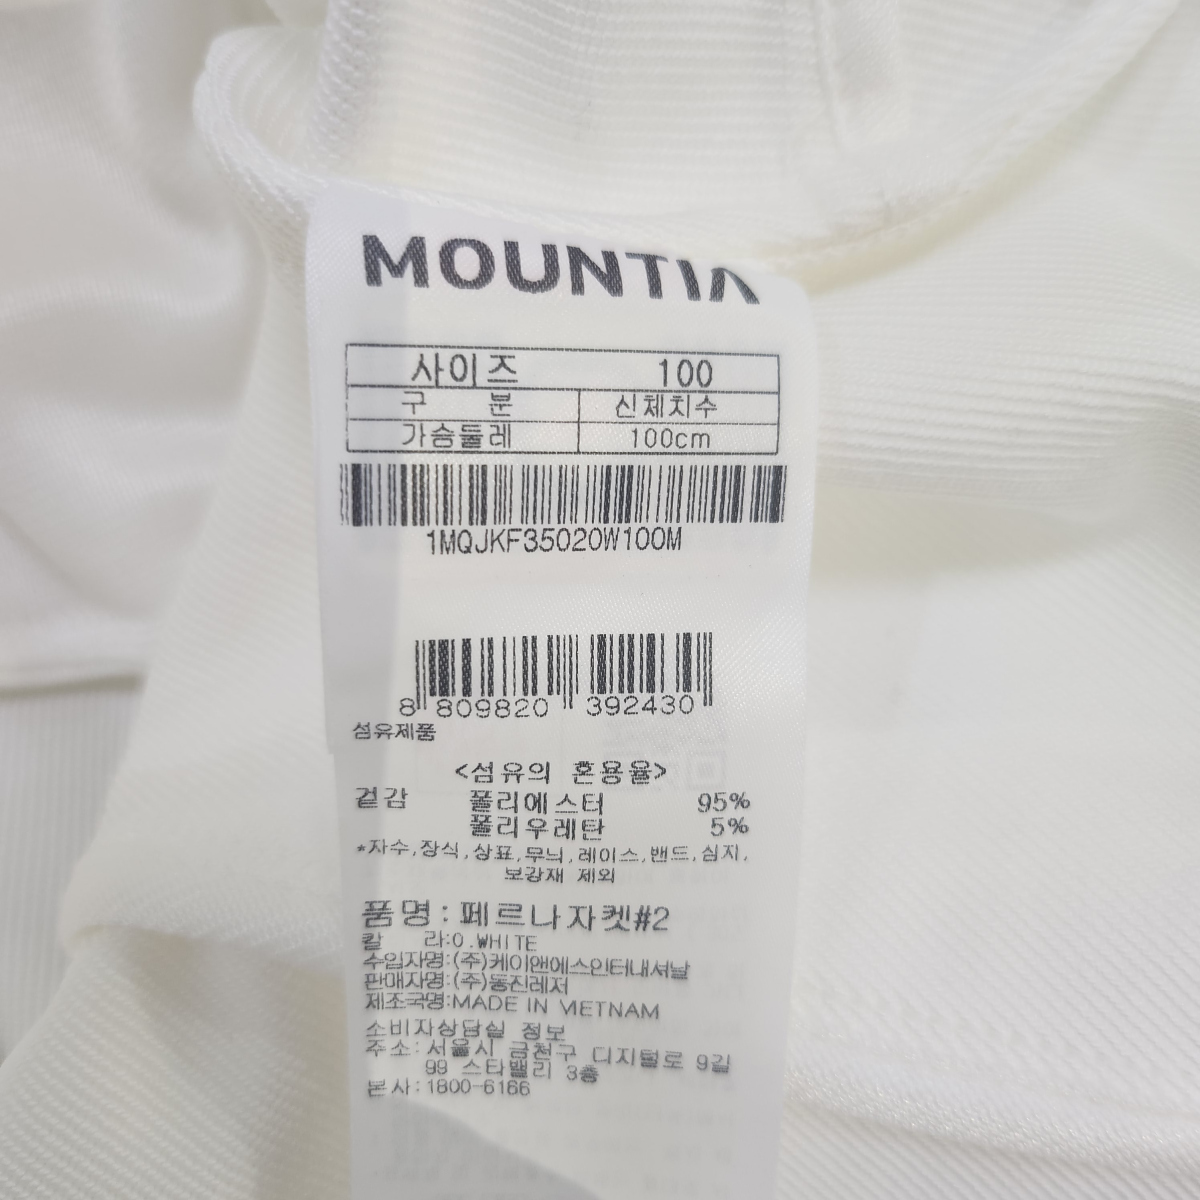 MOUNTIA
사이즈 100
구 분 신체치수
가슴둘레 100cm
1MQJKF35020W100M
8 809820 392430
섬유제품
<섬유의 혼용율>
겉감 폴리에스터 95%
폴리우레탄 5%
*자수,장식,상표,무늬,레이스,밴드,심지,
보강재 제외
품명:페르나자켓#2
칼 라:O.WHITE
수입자명:(주)케이앤에스인터내셔날
판매자명:(주)동진레저
제조국명:MADE IN VIETNAM
소비자상담실 정보
주소:서울시 금천구 디지털로 9길
99 스타밸리 3층
본사:1800-6166